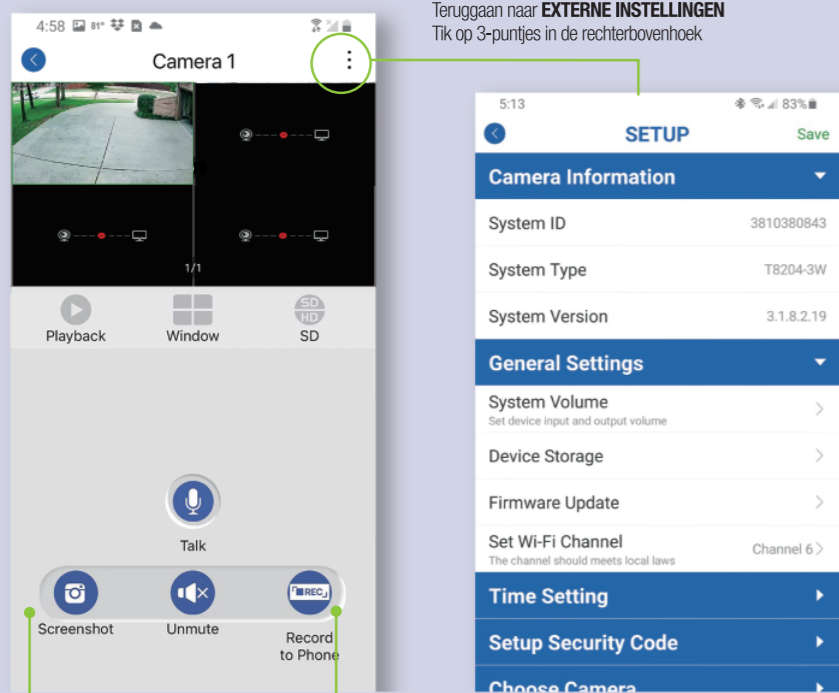 Teruggaan naar EXTERNE INSTELLINGEN
Tik op 3-puntjes in de rechterbovenhoek
4:58 81°
Camera 1
1/1
Playback Window SD HD SD
Talk
Screenshot Unmute REC Record
to Phone
5:13 83%
SETUP Save
Camera Information
System ID 3810380843
System Type T8204-3W
System Version 3.1.8.2.19
General Settings
System Volume
Set device input and output volume
Device Storage
Firmware Update
Set Wi-Fi Channel Channel 6
The channel should meets local laws
Time Setting
Setup Security Code
Choose Camera